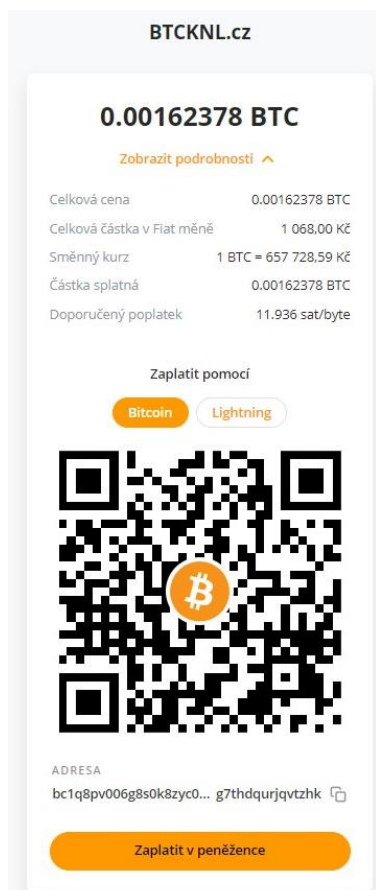 BTCKNL.cz
0.00162378 BTC
Zobrazit podrobnosti
Celková cena 0.00162378 BTC
Celková částka v Fiat měně 1 068,00 Kč
Směnný kurz 1 BTC = 657 728,59 Kč
Částka splatná 0.00162378 BTC
Doporučený poplatek 11.936 sat/byte
Zaplatit pomocí
Bitcoin Lightning
ADRESA
bc1q8pv006g8s0k8zyc0... g7thdqurjqvtzhk
Zaplatit v peněžence